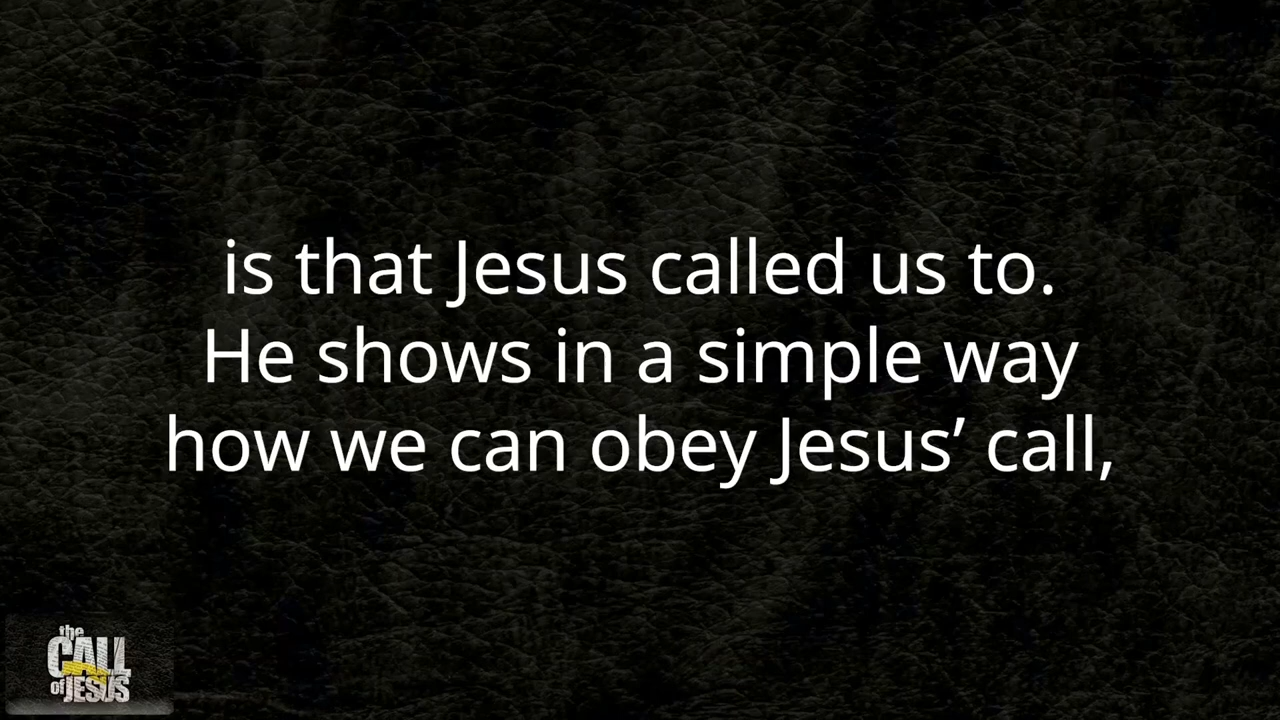 is that Jesus called us to.
He shows in a simple way
how we can obey Jesus’ call,
the
CALL
of JESUS